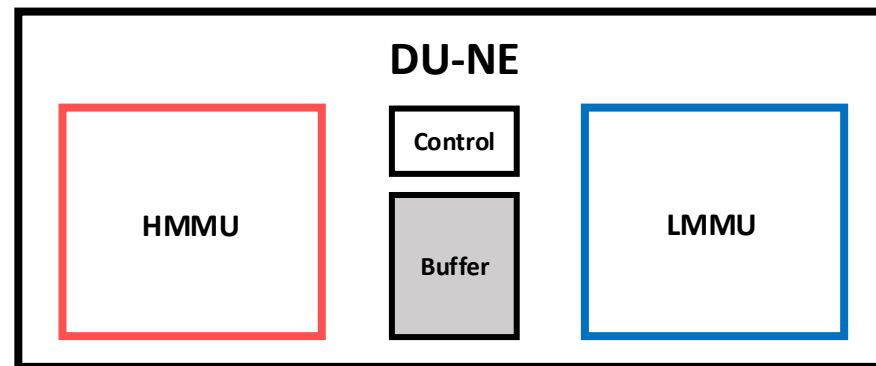 DU-NE
Control
HMMU
LMMU
Buffer